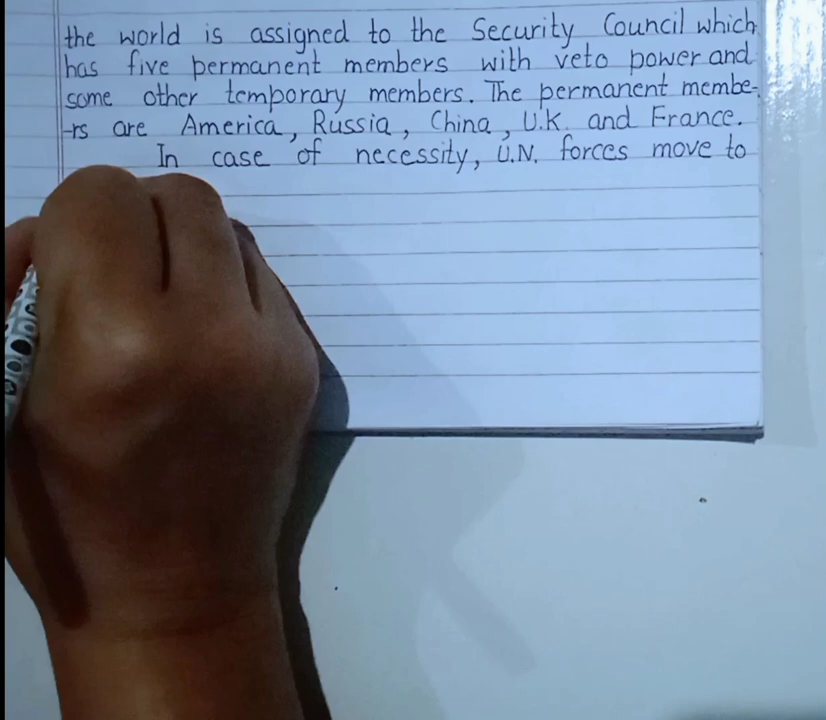 the world is assigned to the Security Council which
has five permanent members with veto power and
some other temporary members. The permanent membe-
-rs are America, Russia, China, U.K. and France.
In case of necessity, U.N. forces move to